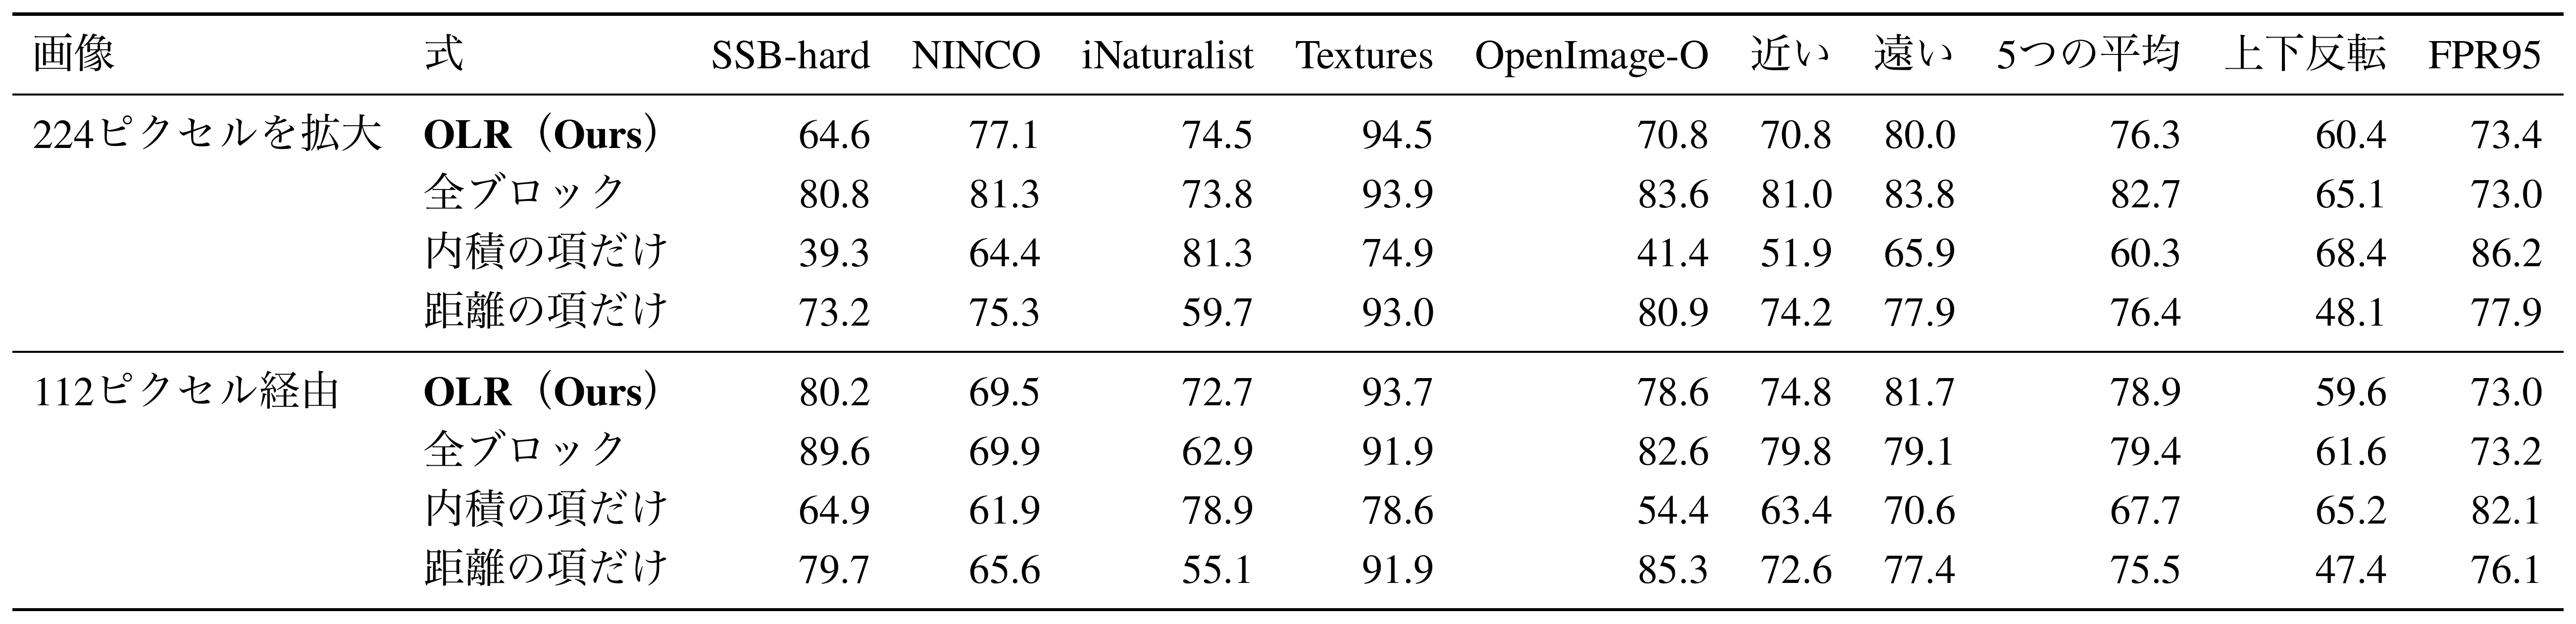 画像 式 SSB-hard NINCO iNaturalist Textures OpenImage-O 近い 遠い 5つの平均 上下反転 FPR95
224ピクセルを拡大 OLR（Ours） 64.6 77.1 74.5 94.5 70.8 70.8 80.0 76.3 60.4 73.4
全ブロック 80.8 81.3 73.8 93.9 83.6 81.0 83.8 82.7 65.1 73.0
内積の項だけ 39.3 64.4 81.3 74.9 41.4 51.9 65.9 60.3 68.4 86.2
距離の項だけ 73.2 75.3 59.7 93.0 80.9 74.2 77.9 76.4 48.1 77.9
112ピクセル経由 OLR（Ours） 80.2 69.5 72.7 93.7 78.6 74.8 81.7 78.9 59.6 73.0
全ブロック 89.6 69.9 62.9 91.9 82.6 79.8 79.1 79.4 61.6 73.2
内積の項だけ 64.9 61.9 78.9 78.6 54.4 63.4 70.6 67.7 65.2 82.1
距離の項だけ 79.7 65.6 55.1 91.9 85.3 72.6 77.4 75.5 47.4 76.1